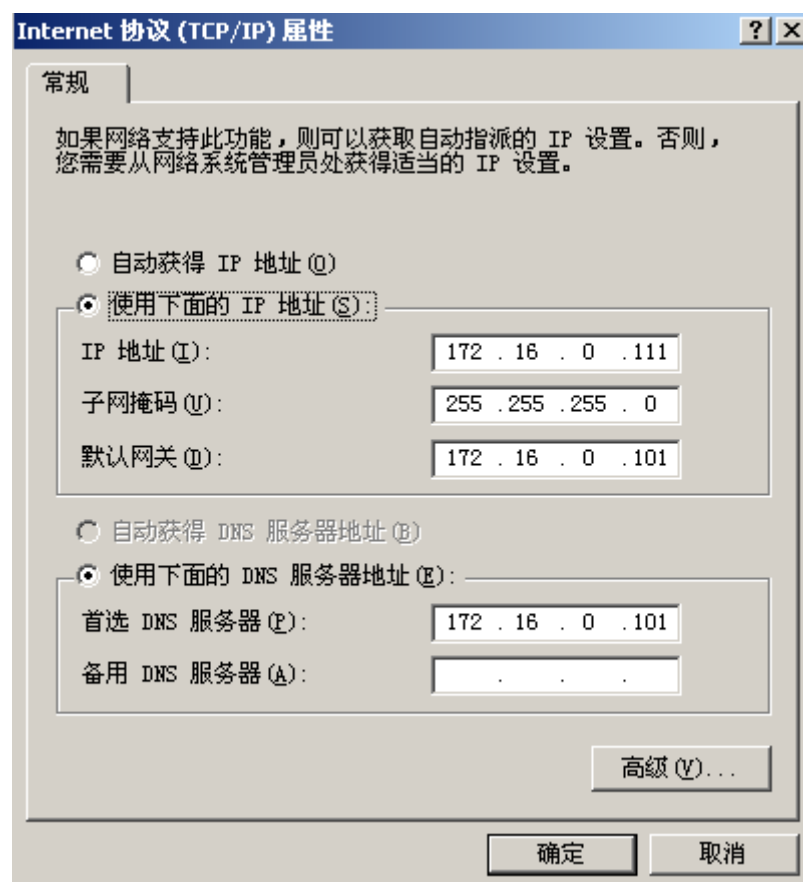 Internet 协议 (TCP/IP) 属性
常规
如果网络支持此功能，则可以获取自动指派的 IP 设置。否则，
您需要从网络系统管理员处获得适当的 IP 设置。
自动获得 IP 地址(O)
使用下面的 IP 地址(S):
IP 地址(I): 172 . 16 . 0 .111
子网掩码(U): 255 .255 .255 . 0
默认网关(D): 172 . 16 . 0 .101
自动获得 DNS 服务器地址(B)
使用下面的 DNS 服务器地址(E):
首选 DNS 服务器(P): 172 . 16 . 0 .101
备用 DNS 服务器(A): . . .
高级(V)...
确定 取消